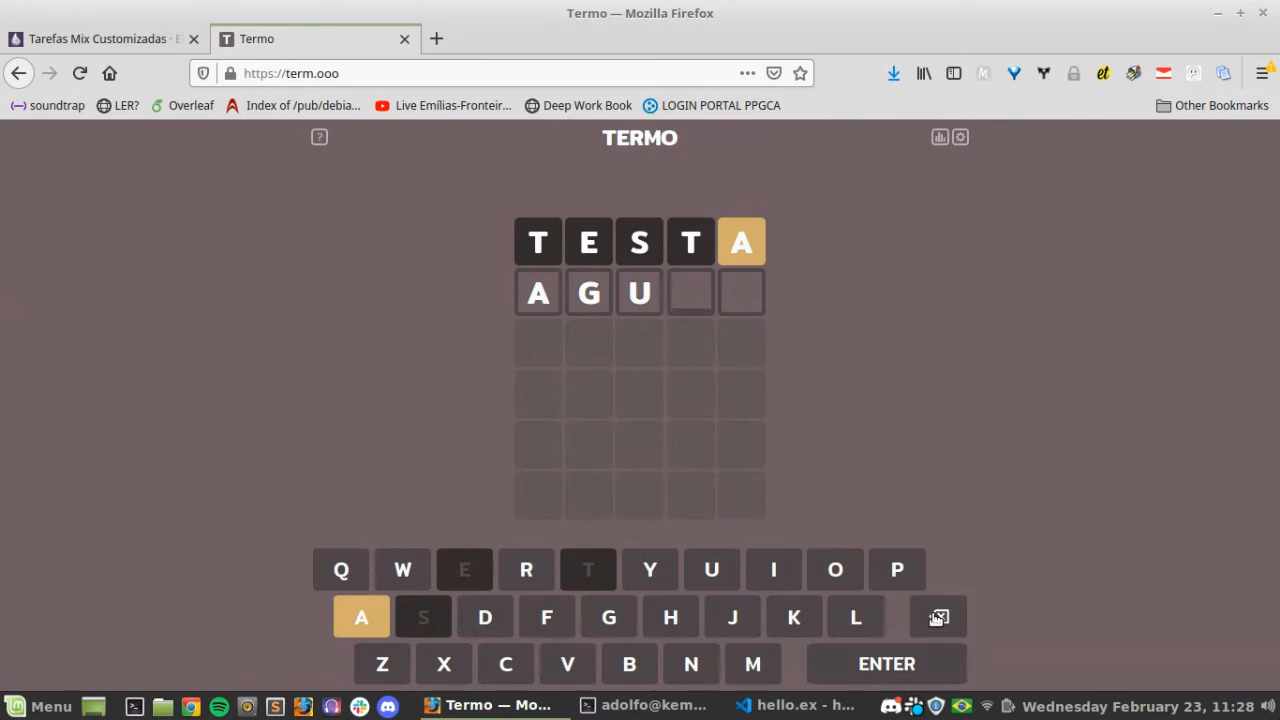 Termo — Mozilla Firefox
Tarefas Mix Customizadas · E
T Termo
https://term.ooo
soundtrap
LER?
Overleaf
Index of /pub/debia...
Live Emílias-Fronteir...
Deep Work Book
LOGIN PORTAL PPGCA
Other Bookmarks
?
TERMO
T E S T A
A G U
Q W E R T Y U I O P
A S D F G H J K L
Z X C V B N M ENTER
Menu
Termo — Mo...
adolfo@kem...
hello.ex - h...
Wednesday February 23, 11:28